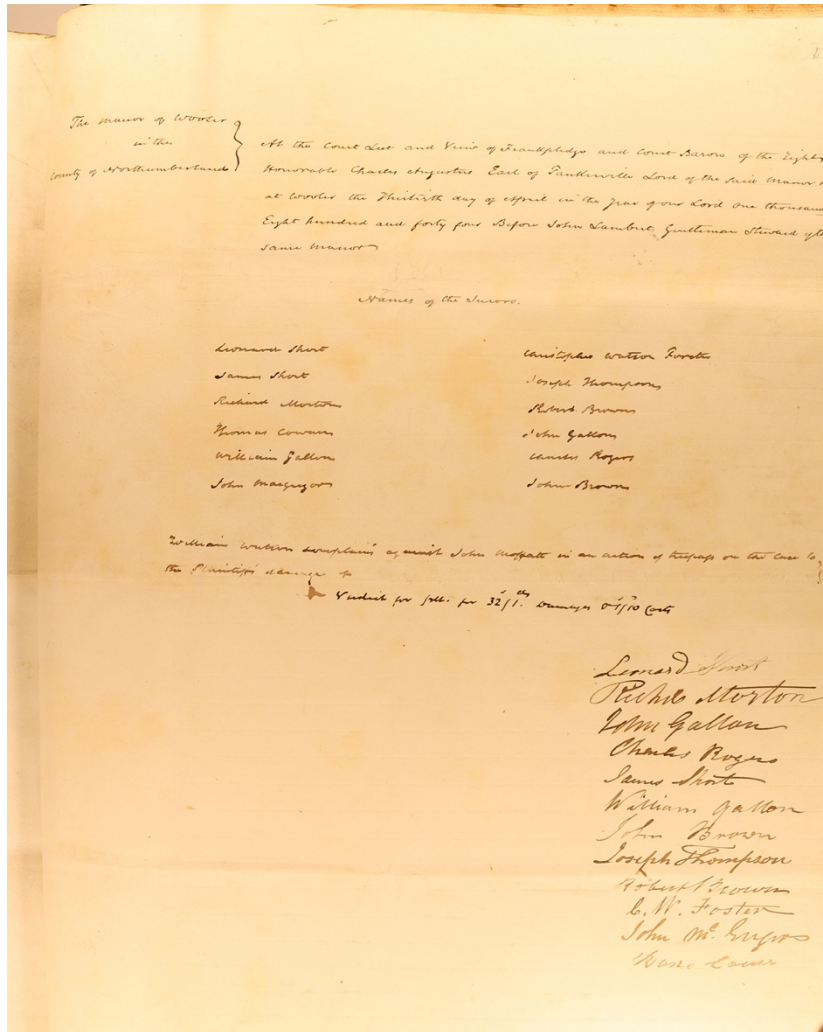 The Manor of Wooler
in the
County of Northumberland
At the Court Leet and View of Frankpledge and Court Baron of the Right
Honorable Charles Augustus Earl of Tankerville Lord of the said Manor
at Wooler the Thirtieth day of April in the Year of our Lord One thousand
Eight hundred and forty four Before John Lambert, Gentleman Steward of the
same Manor
Names of the Jurors.
Leonard Short
James Short
Richard Morton
Thomas Cowans
William Gallon
John Macgregor
Christopher Watson Forster
Joseph Thompson
Robert Brown
John Gallon
Charles Rogers
John Brown
William Watson complains against John Moffatt in an action of trespass on the case to
the Plaintiffs damage of
Verdict for plt. for 32/1. Damages Costs
Leonard Short
Richd Morton
John Gallon
Charles Rogers
James Short
William Gallon
John Brown
Joseph Thompson
Robert Brown
C. W. Foster
John Mc